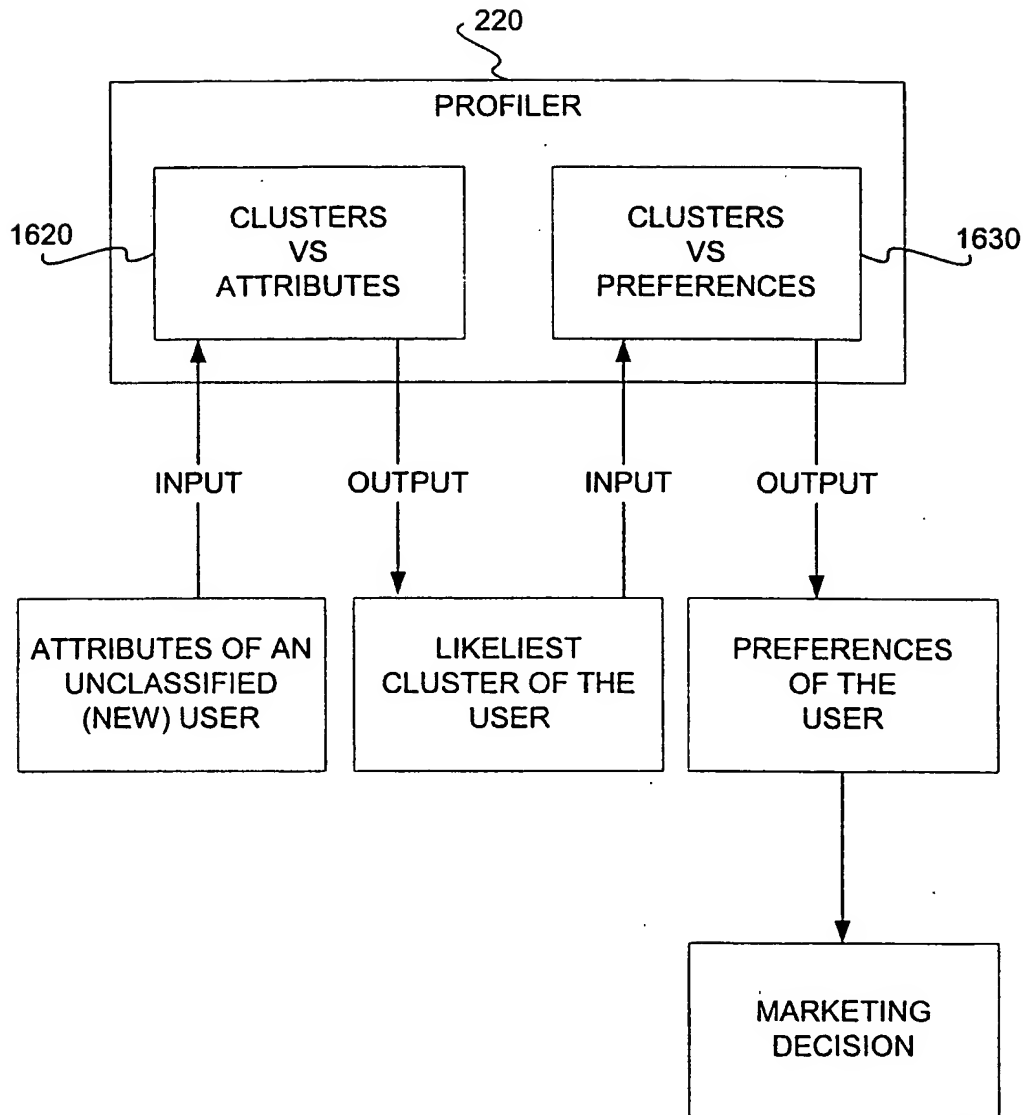 220
PROFILER
1620
CLUSTERS
VS
ATTRIBUTES
CLUSTERS
VS
PREFERENCES
1630
INPUT
OUTPUT
INPUT
OUTPUT
ATTRIBUTES OF AN
UNCLASSIFIED
(NEW) USER
LIKELIEST
CLUSTER OF THE
USER
PREFERENCES
OF THE
USER
MARKETING
DECISION